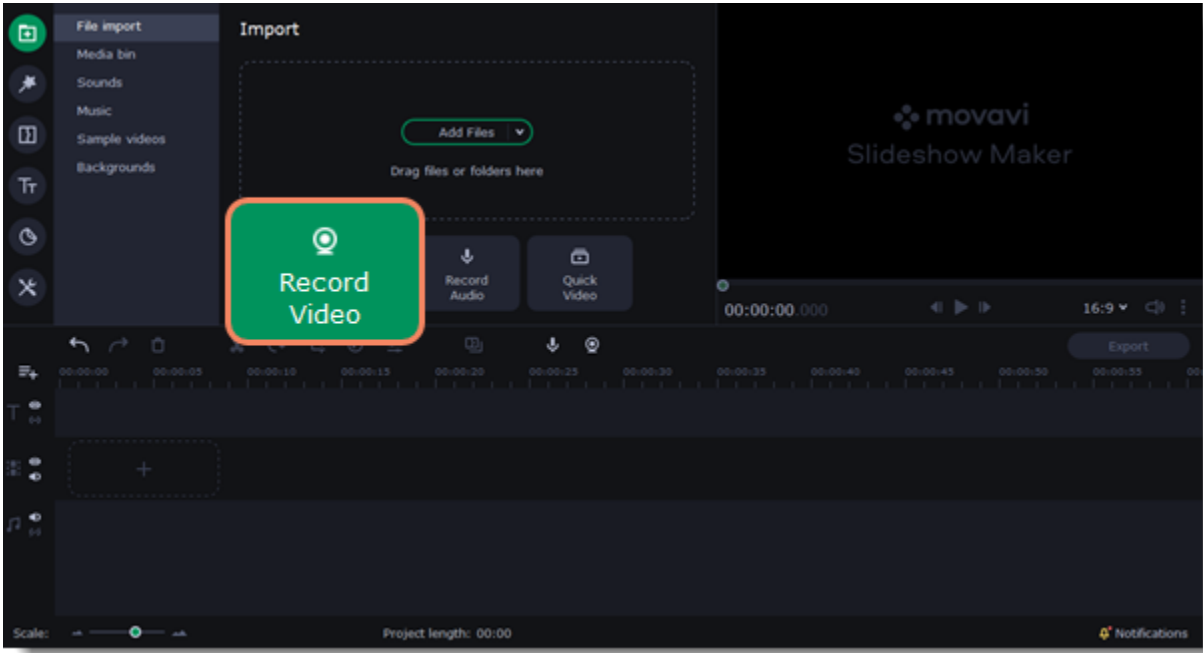 File import
Media bin
Sounds
Music
Sample videos
Backgrounds
Import
Add Files
Drag files or folders here
Record
Video
Record
Audio
Quick
Video
movavi
Slideshow Maker
00:00:00.000
16:9
Export
00:00:00 00:00:05 00:00:10 00:00:15 00:00:20 00:00:25 00:00:30 00:00:35 00:00:40 00:00:45 00:00:50 00:00:55
Scale:
Project length: 00:00
Notifications